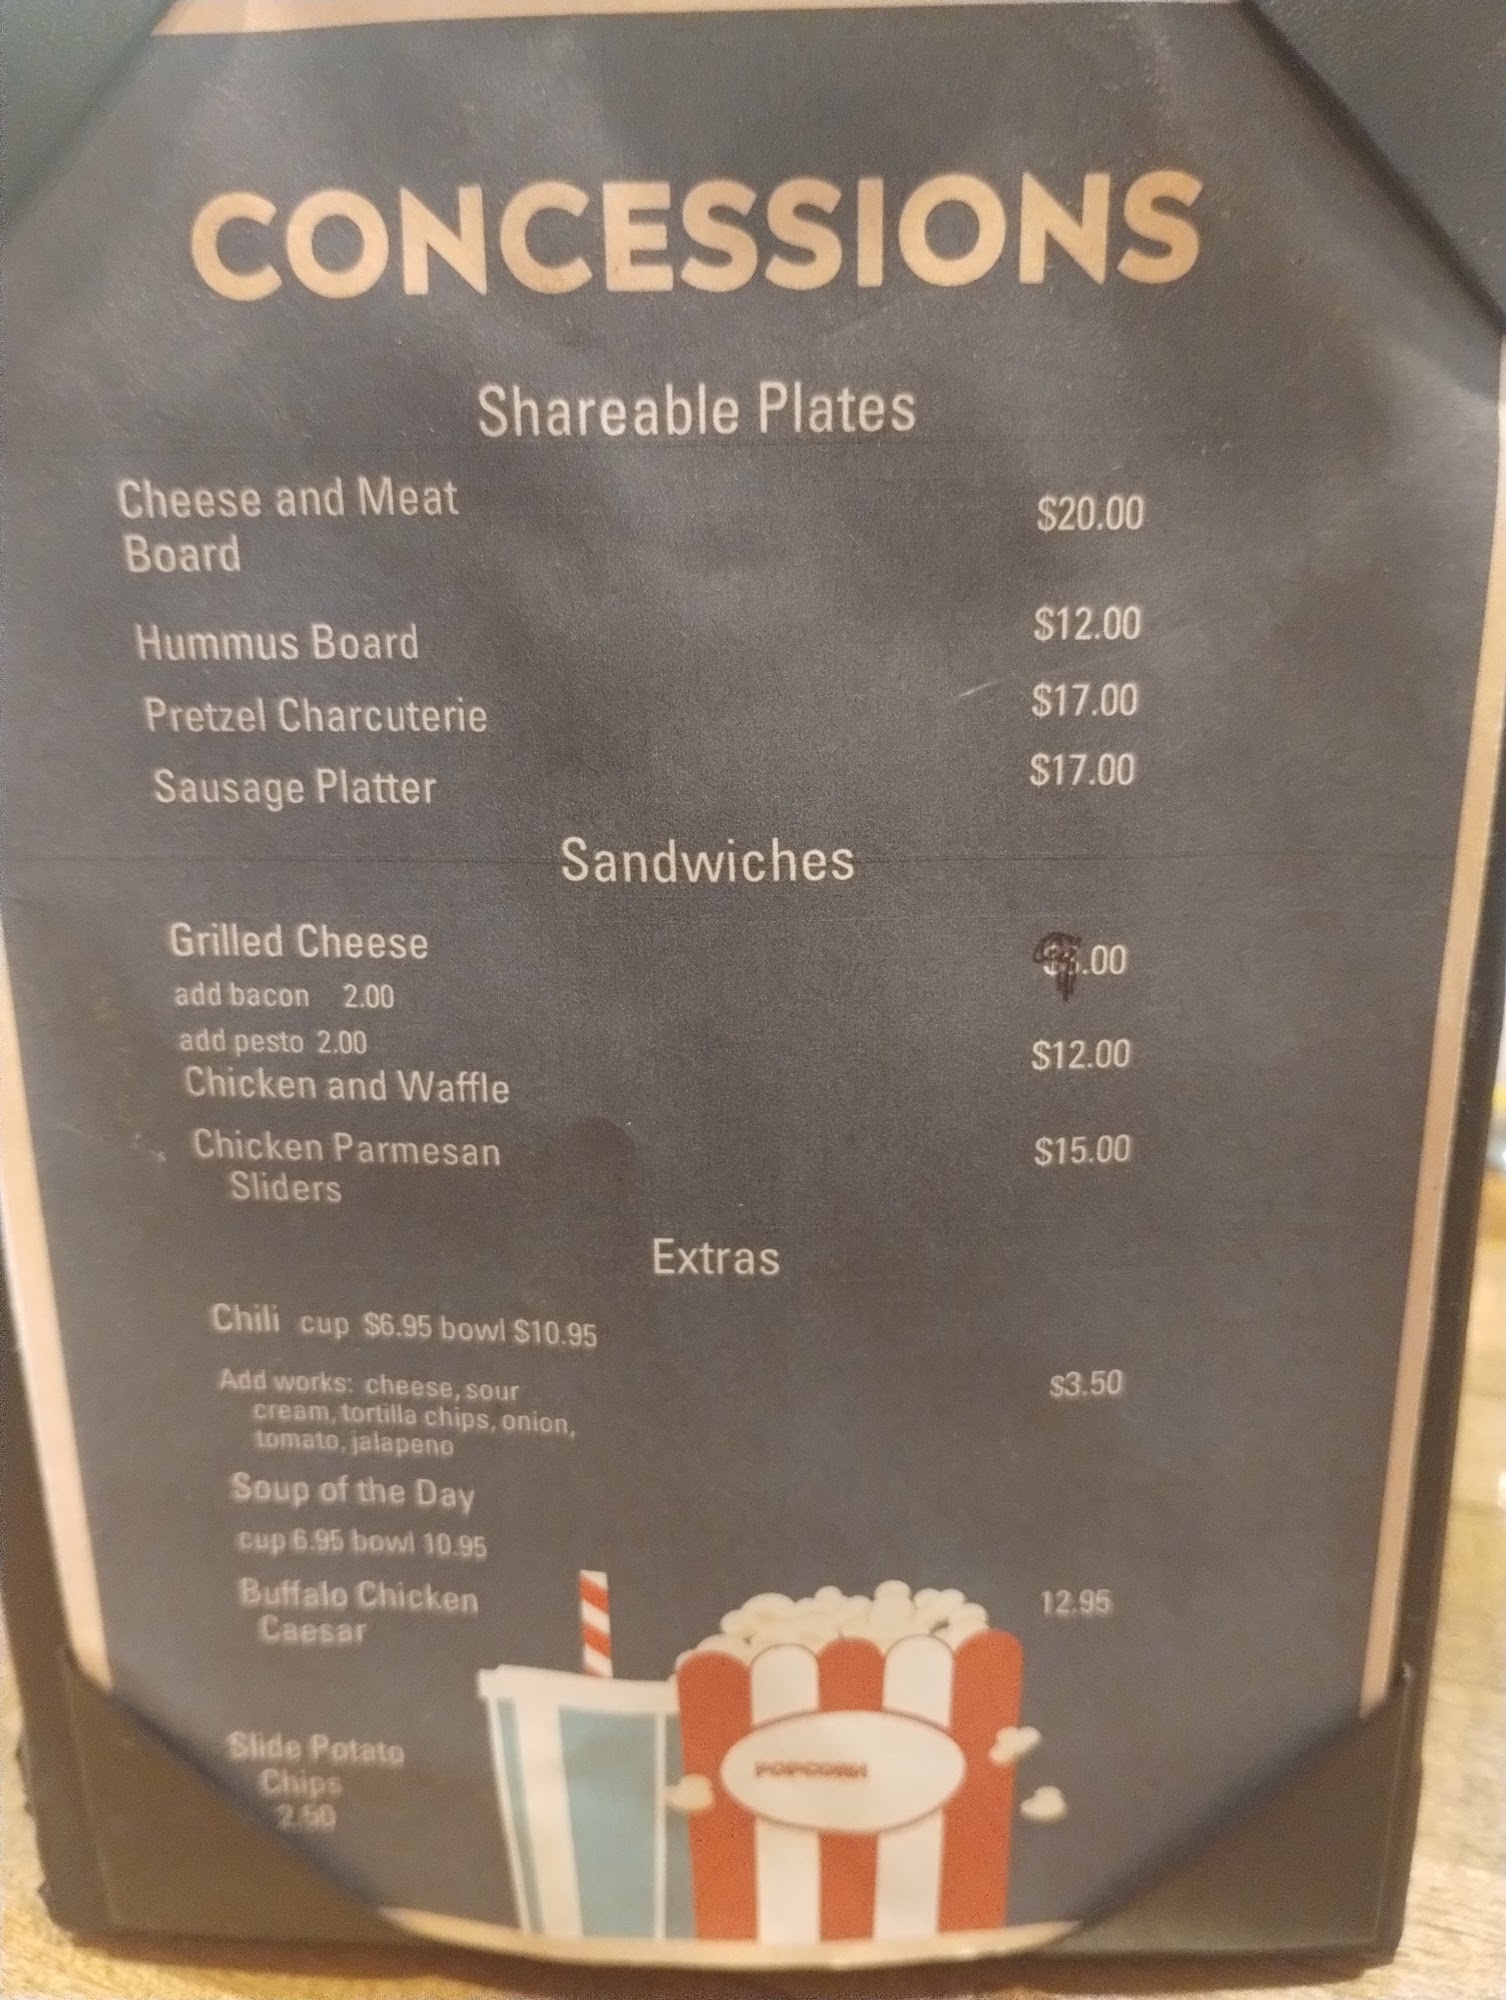 CONCESSIONS
Shareable Plates
Cheese and Meat
Board
$20.00
Hummus Board $12.00
Pretzel Charcuterie $17.00
Sausage Platter $17.00
Sandwiches
Grilled Cheese .00
add bacon 2.00
add pesto 2.00
Chicken and Waffle $12.00
Chicken Parmesan
Sliders
$15.00
Extras
Chili cup $6.95 bowl $10.95
Add works: cheese, sour
cream, tortilla chips, onion,
tomato, jalapeno
$3.50
Soup of the Day
cup 6.95 bowl 10.95
Buffalo Chicken
Caesar
12.95
Slide Potato
Chips
2.50
POPCORN